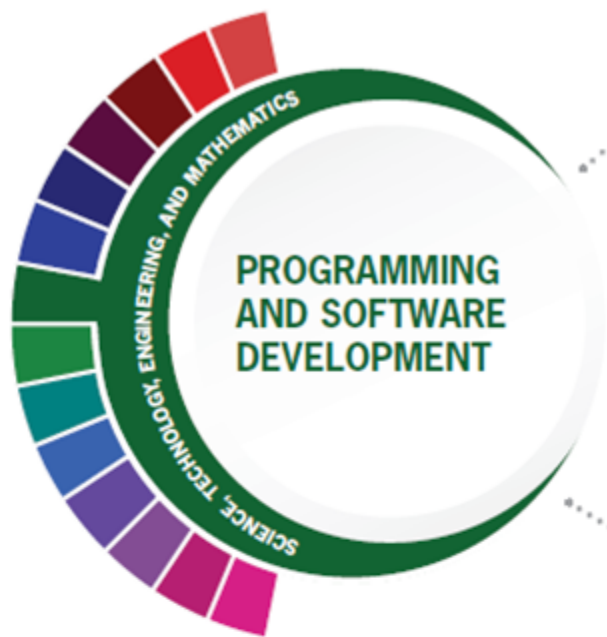 SCIENCE, TECHNOLOGY, ENGINEERING, AND MATHEMATICS
PROGRAMMING
AND SOFTWARE
DEVELOPMENT